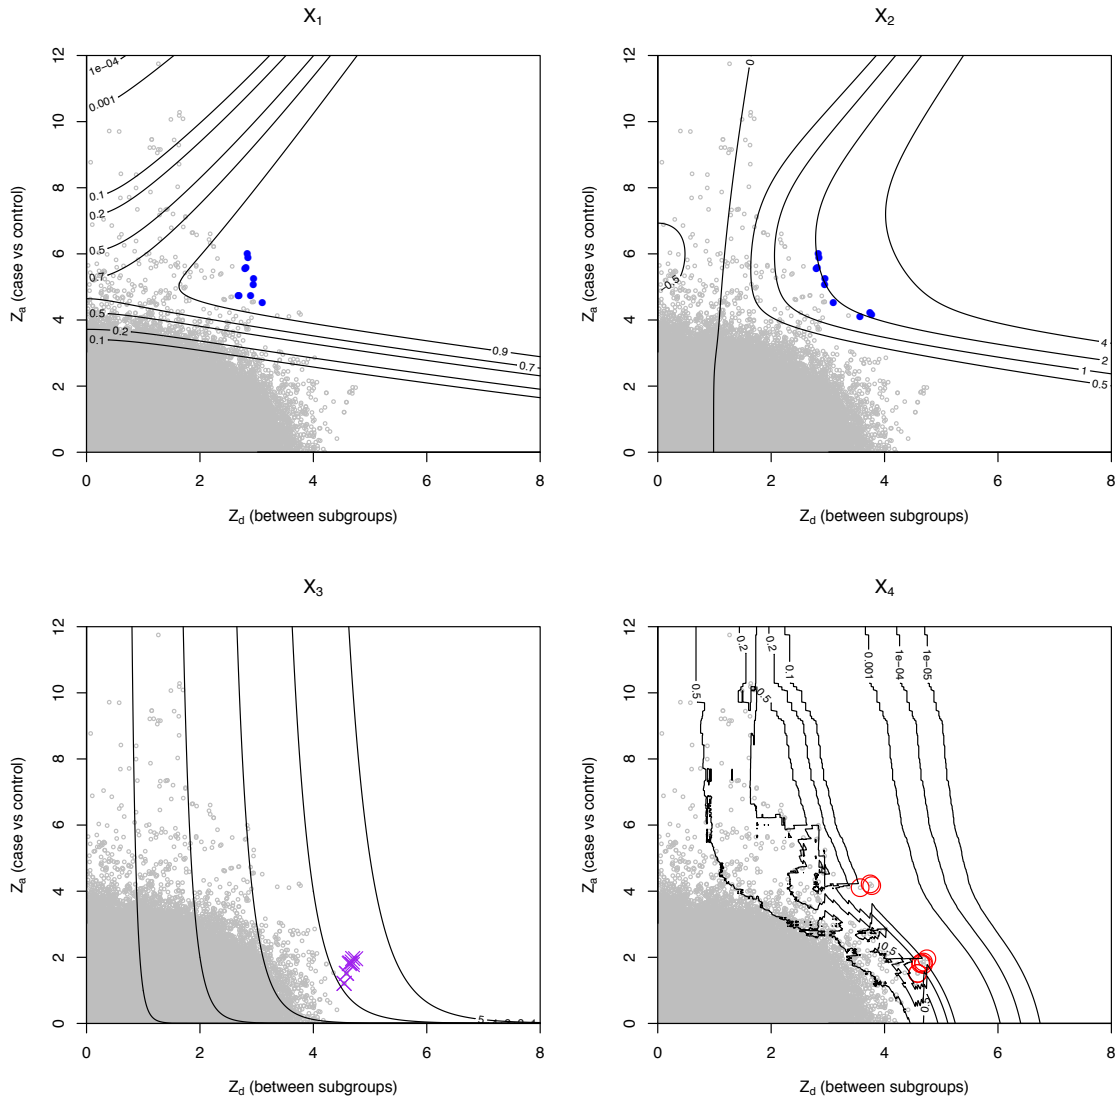 X1
Za (case vs control)
0 2 4 6 8 10 12
1e−04
0.001
0.1
0.2
0.5
0.7
0.5
0.2
0.1
0.9
0.7
0 2 4 6 8
Zd (between subgroups)
X2
Za (case vs control)
0 2 4 6 8 10 12
0
−0.5
4
2
1
0.5
0 2 4 6 8
Zd (between subgroups)
X3
Za (case vs control)
0 2 4 6 8 10 12
5
0 2 4 6 8
Zd (between subgroups)
X4
Za (case vs control)
0 2 4 6 8 10 12
0.5
0.2
0.2
0.1
0.001
1e−04
1e−05
0.5
0.5
0 2 4 6 8
Zd (between subgroups)